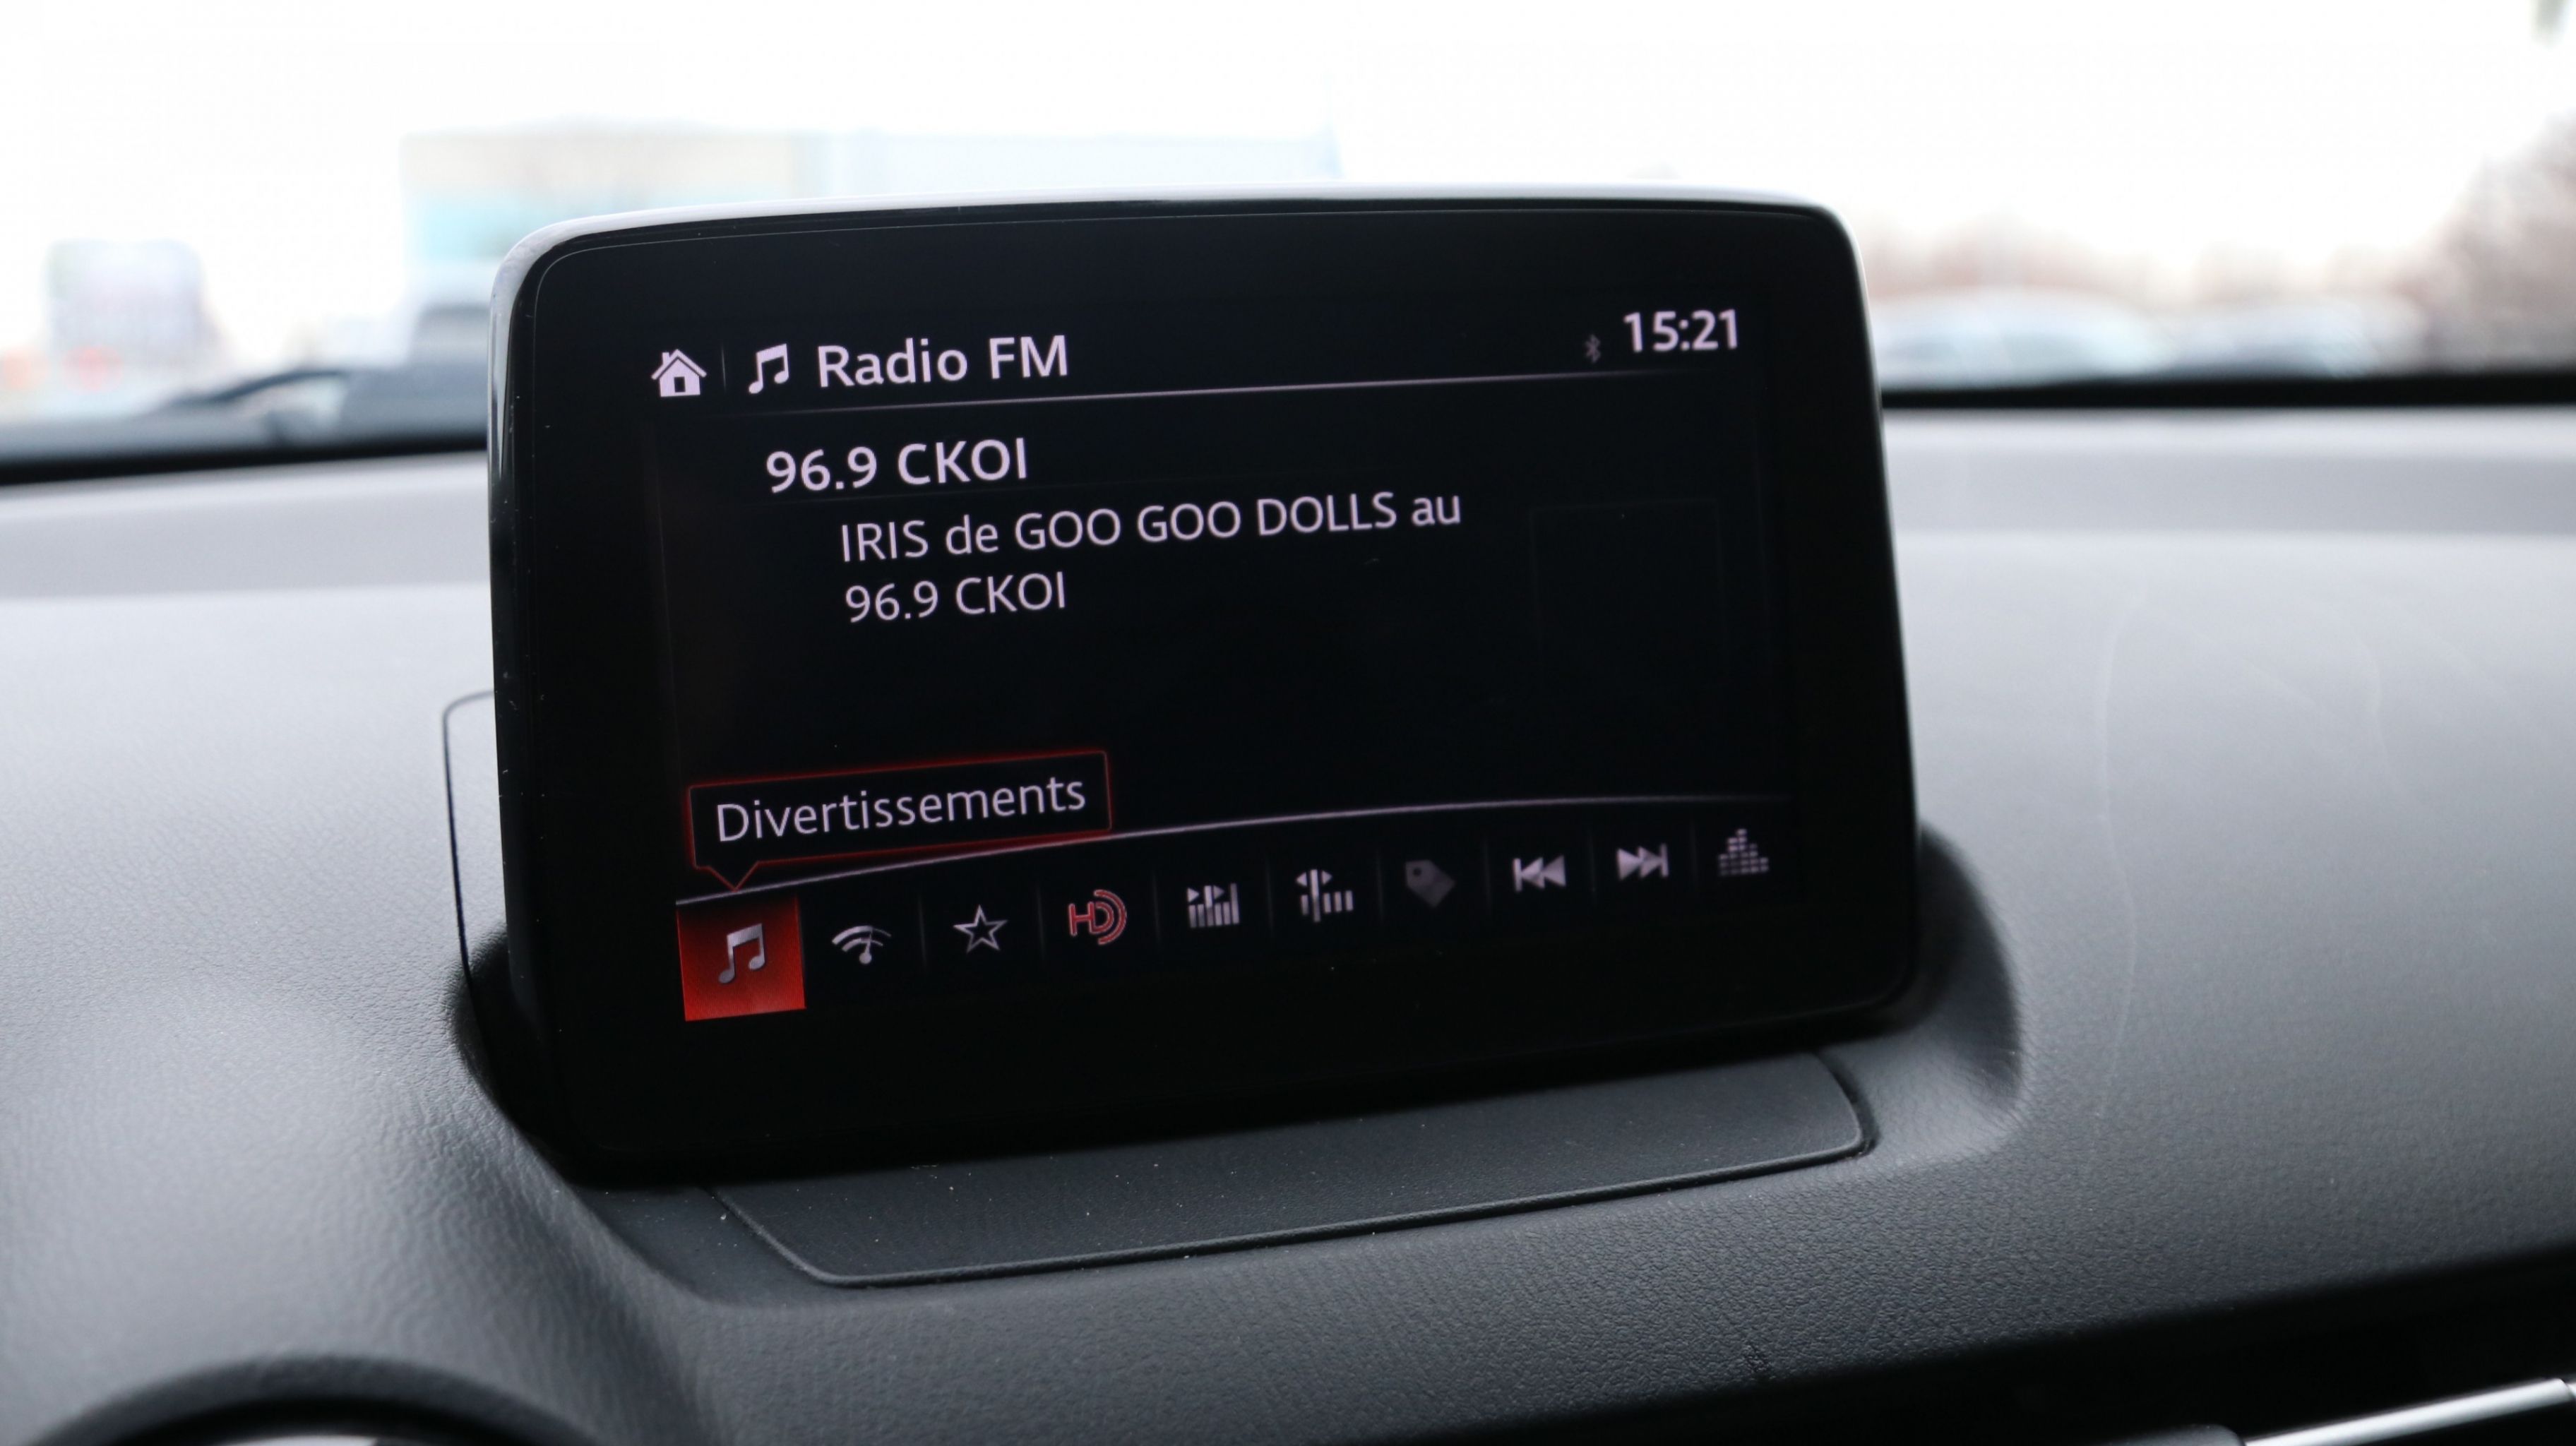 Radio FM
15:21
96.9 CKOI
IRIS de GOO GOO DOLLS au
96.9 CKOI
Divertissements
HD